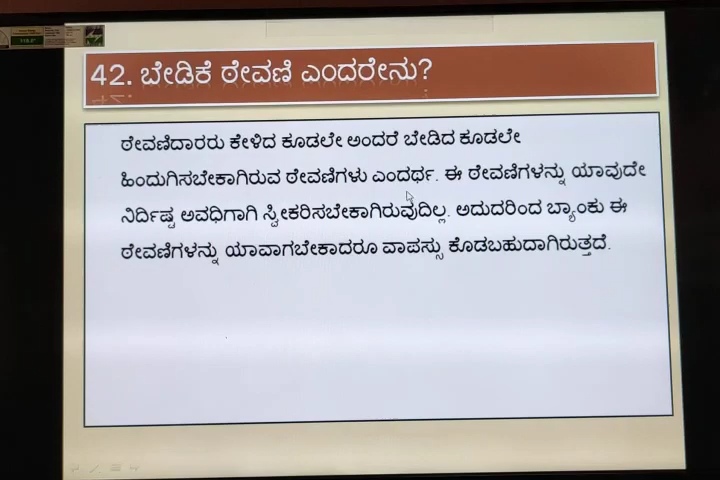 42. ಬೇಡಿಕೆ ಠೇವಣಿ ಎಂದರೇನು?
ಠೇವಣಿದಾರರು ಕೇಳಿದ ಕೂಡಲೇ ಅಂದರೆ ಬೇಡಿದ ಕೂಡಲೇ
ಹಿಂದುಗಿಸಬೇಕಾಗಿರುವ ಠೇವಣಿಗಳು ಎಂದರ್ಥ. ಈ ಠೇವಣಿಗಳನ್ನು ಯಾವುದೇ
ನಿರ್ದಿಷ್ಟ ಅವಧಿಗಾಗಿ ಸ್ವೀಕರಿಸಬೇಕಾಗಿರುವುದಿಲ್ಲ. ಅದುದರಿಂದ ಬ್ಯಾಂಕು ಈ
ಠೇವಣಿಗಳನ್ನು ಯಾವಾಗಬೇಕಾದರೂ ವಾಪಸ್ಸು ಕೊಡಬಹುದಾಗಿರುತ್ತದೆ.